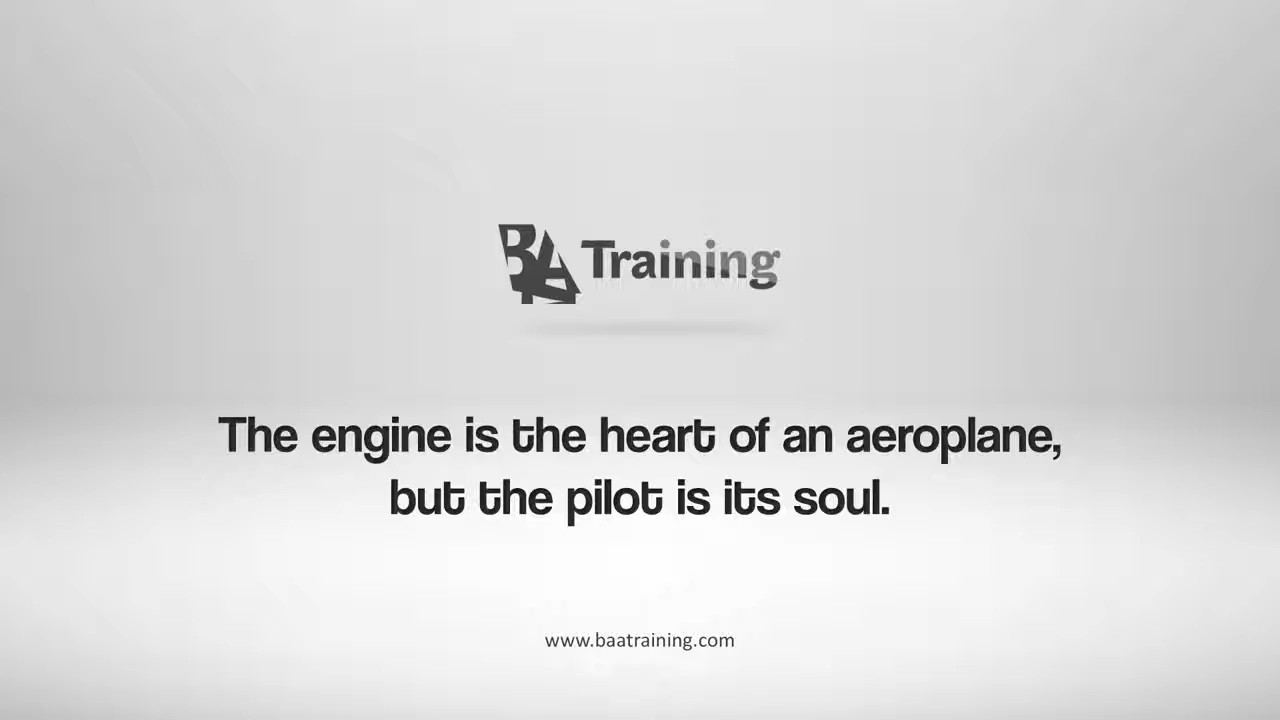 BAA Training
The engine is the heart of an aeroplane,
but the pilot is its soul.
www.baatraining.com